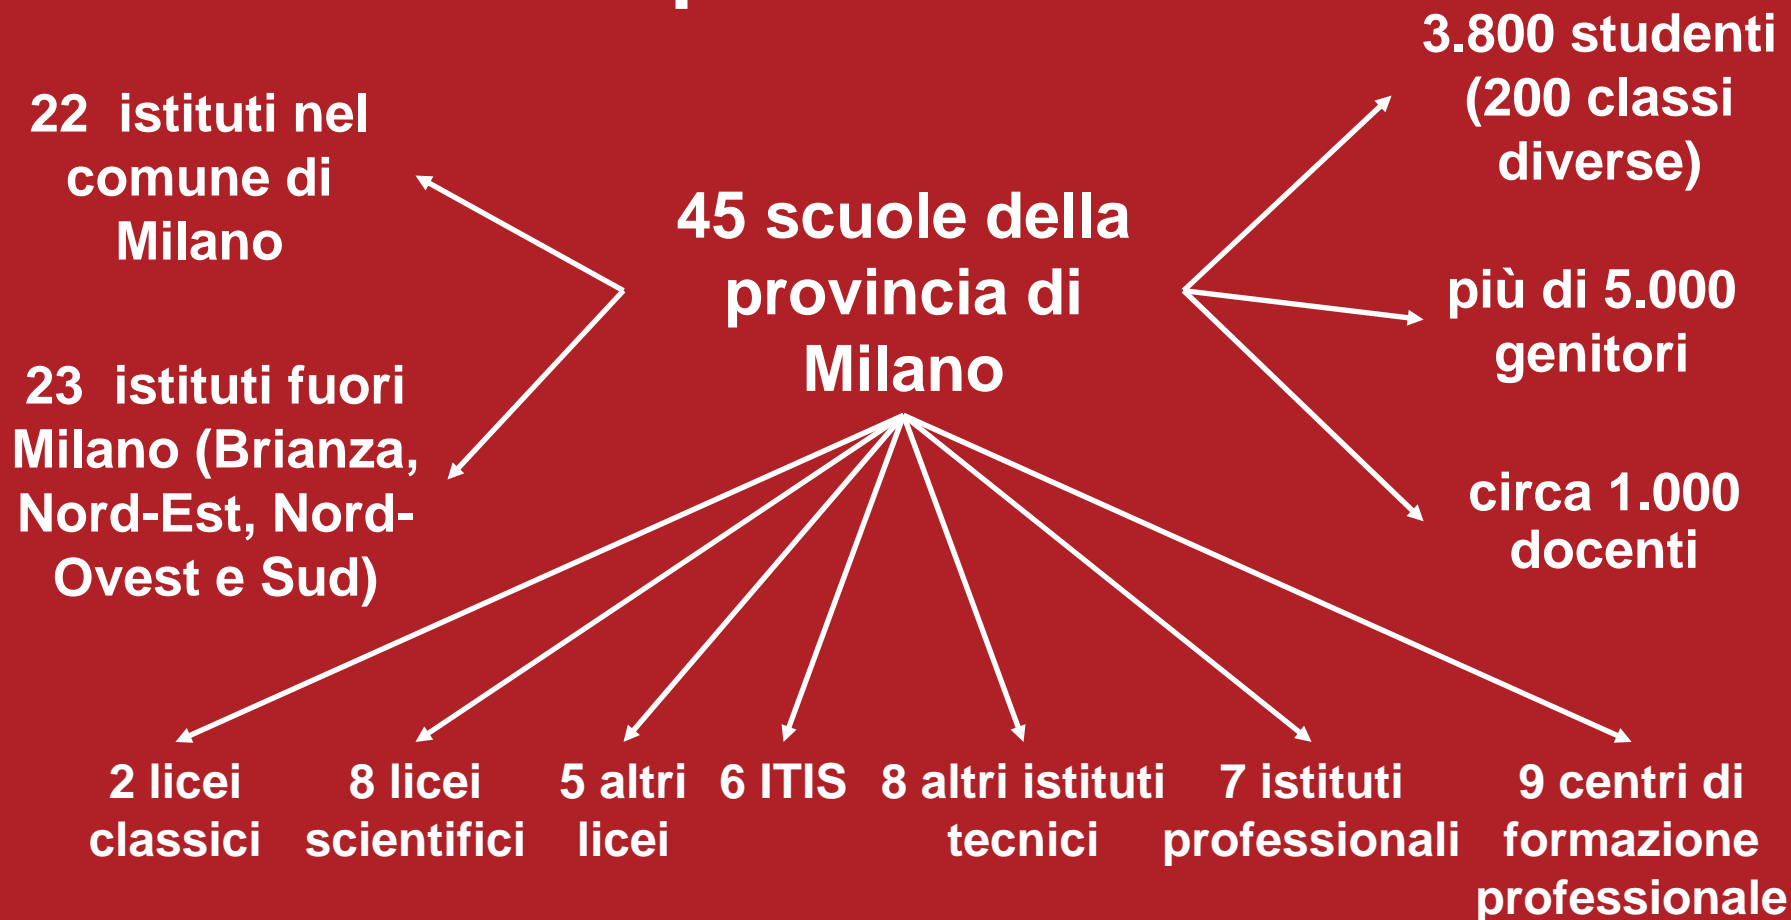 22 istituti nel
comune di
Milano
23 istituti fuori
Milano (Brianza,
Nord-Est, Nord-
Ovest e Sud)
45 scuole della
provincia di
Milano
3.800 studenti
(200 classi
diverse)
più di 5.000
genitori
circa 1.000
docenti
2 licei
classici
8 licei
scientifici
5 altri
licei
6 ITIS
8 altri istituti
tecnici
7 istituti
professionali
9 centri di
formazione
professionale